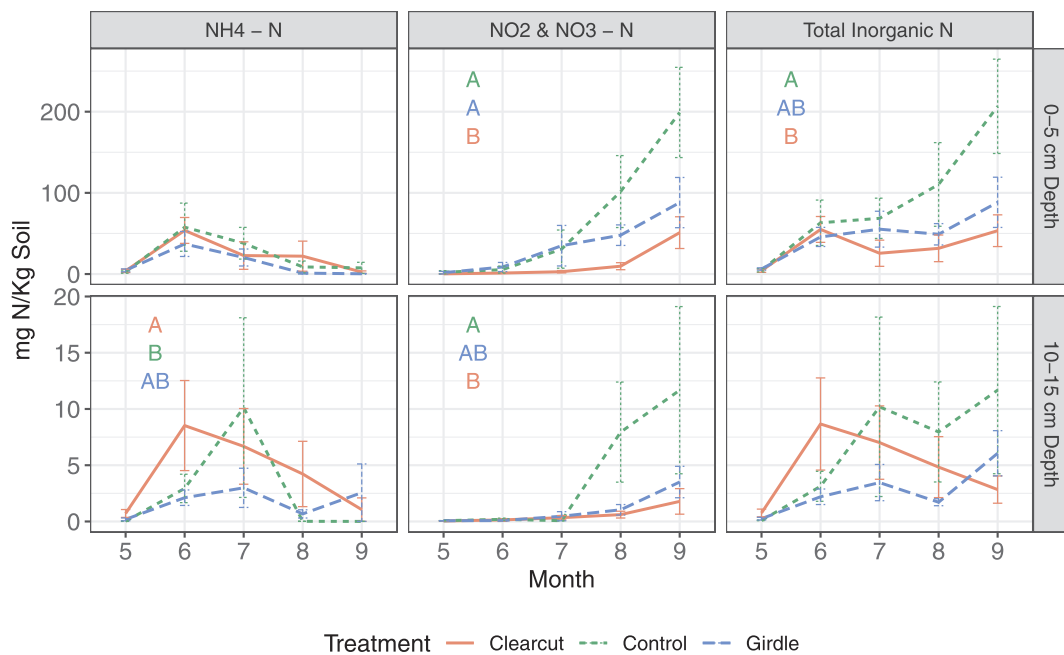 NH4 − N
NO2 & NO3 − N
Total Inorganic N
mg N/Kg Soil
200
100
0
A
A
B
A
AB
B
0−5 cm Depth
20
15
10
5
0
A
B
AB
A
AB
B
10−15 cm Depth
5 6 7 8 9
5 6 7 8 9
5 6 7 8 9
Month
Treatment Clearcut Control Girdle